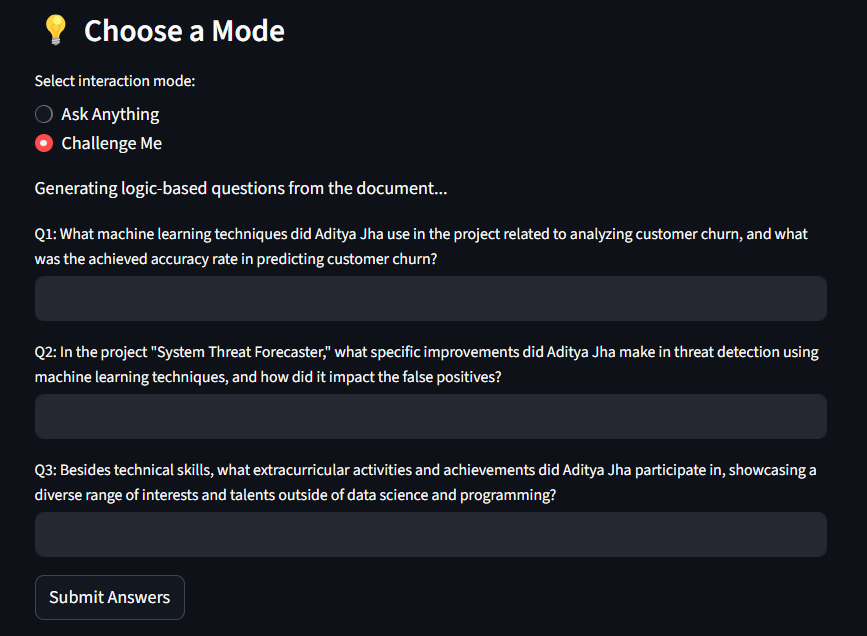 💡 Choose a Mode
Select interaction mode:
Ask Anything
Challenge Me
Generating logic-based questions from the document...
Q1: What machine learning techniques did Aditya Jha use in the project related to analyzing customer churn, and what
was the achieved accuracy rate in predicting customer churn?
Q2: In the project "System Threat Forecaster," what specific improvements did Aditya Jha make in threat detection using
machine learning techniques, and how did it impact the false positives?
Q3: Besides technical skills, what extracurricular activities and achievements did Aditya Jha participate in, showcasing a
diverse range of interests and talents outside of data science and programming?
Submit Answers